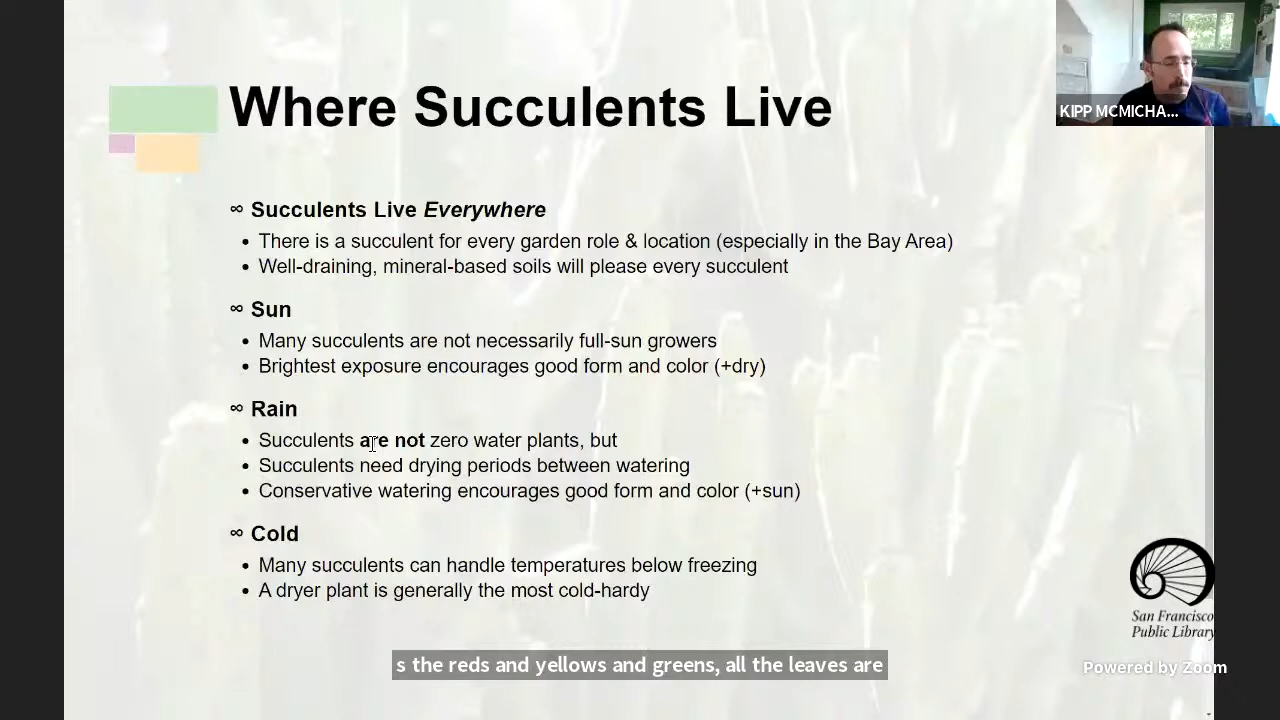 Where Succulents Live
KIPP MCMICHA...
∞ Succulents Live Everywhere
• There is a succulent for every garden role & location (especially in the Bay Area)
• Well-draining, mineral-based soils will please every succulent
∞ Sun
• Many succulents are not necessarily full-sun growers
• Brightest exposure encourages good form and color (+dry)
∞ Rain
• Succulents are not zero water plants, but
• Succulents need drying periods between watering
• Conservative watering encourages good form and color (+sun)
∞ Cold
• Many succulents can handle temperatures below freezing
• A dryer plant is generally the most cold-hardy
San Francisco
Public Library
s the reds and yellows and greens, all the leaves are
Powered by Zoom